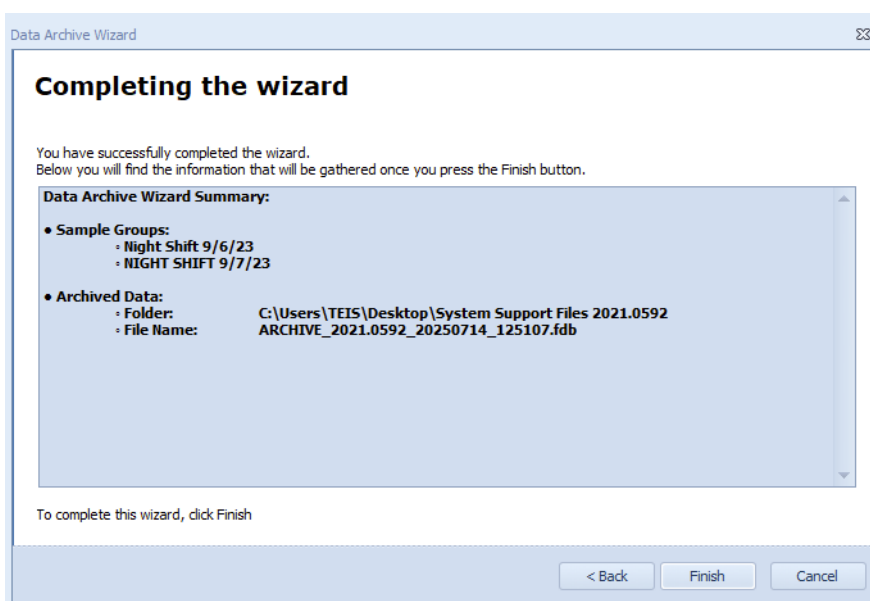 Data Archive Wizard
Completing the wizard
You have successfully completed the wizard.
Below you will find the information that will be gathered once you press the Finish button.
Data Archive Wizard Summary:
• Sample Groups:
◦ Night Shift 9/6/23
◦ NIGHT SHIFT 9/7/23
• Archived Data:
◦ Folder: C:\Users\TEIS\Desktop\System Support Files 2021.0592
◦ File Name: ARCHIVE_2021.0592_20250714_125107.fdb
To complete this wizard, click Finish
< Back Finish Cancel